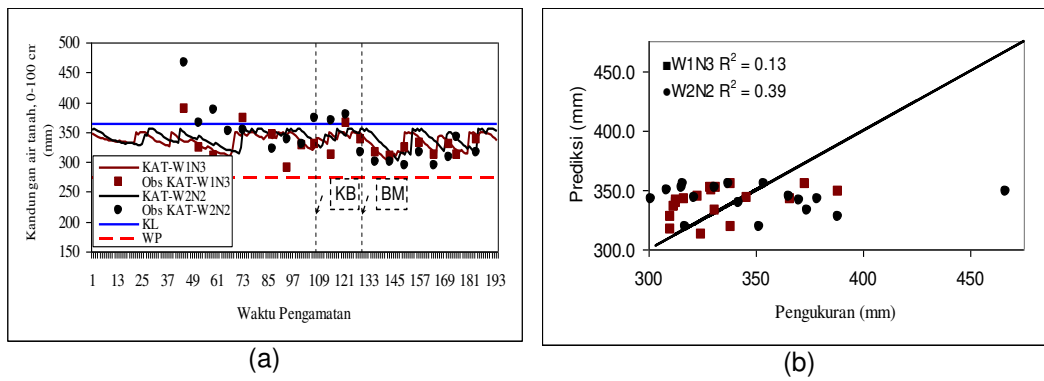 Kandungan air tanah, 0-100 cm
(mm)
500
450
400
350
300
250
200
150
KAT-W1N3
Obs KAT-W1N3
KAT-W2N2
Obs KAT-W2N2
KL
WP
KB
BM
1 13 25 37 49 61 73 85 97 109 121 133 145 157 169 181 193
Waktu Pengamatan
(a)
Prediksi (mm)
450.0
400.0
350.0
300.0
W1N3 R² = 0.13
W2N2 R² = 0.39
300 350 400 450
Pengukuran (mm)
(b)